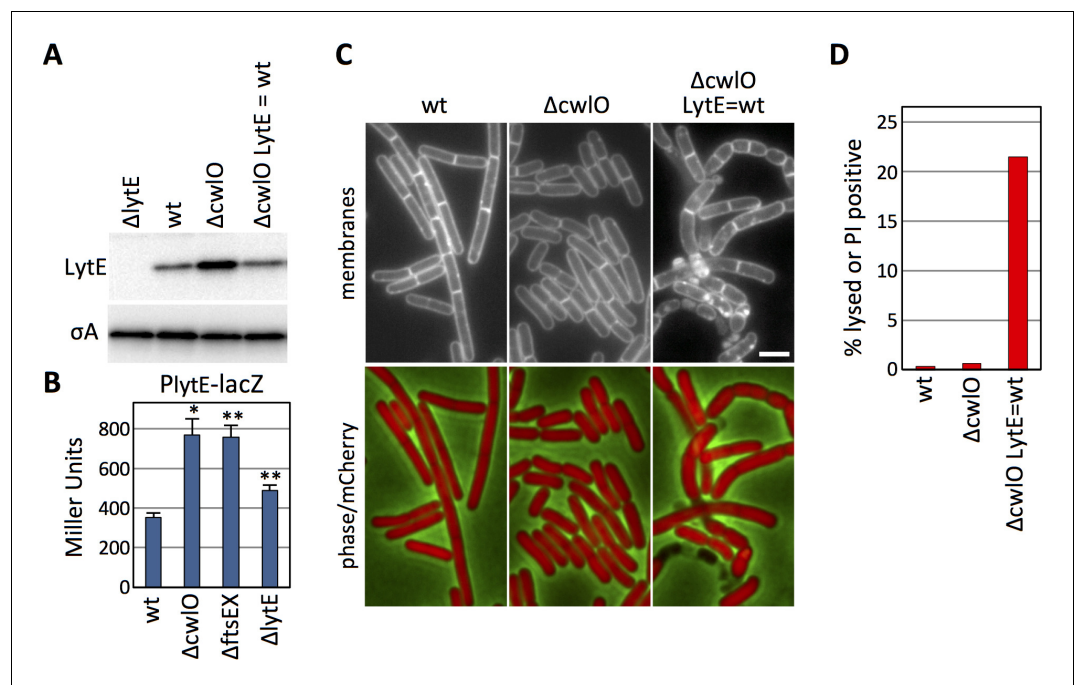 A
ΔlytE
wt
ΔcwlO
ΔcwlO LytE = wt
LytE
σA
B
PlytE-lacZ
Miller Units
800
600
400
200
0
*
**
**
wt
ΔcwlO
ΔftsEX
ΔlytE
C
wt
ΔcwlO
ΔcwlO
LytE=wt
membranes
phase/mCherry
D
% lysed or PI positive
25
20
15
10
5
0
wt
ΔcwlO
ΔcwlO LytE=wt